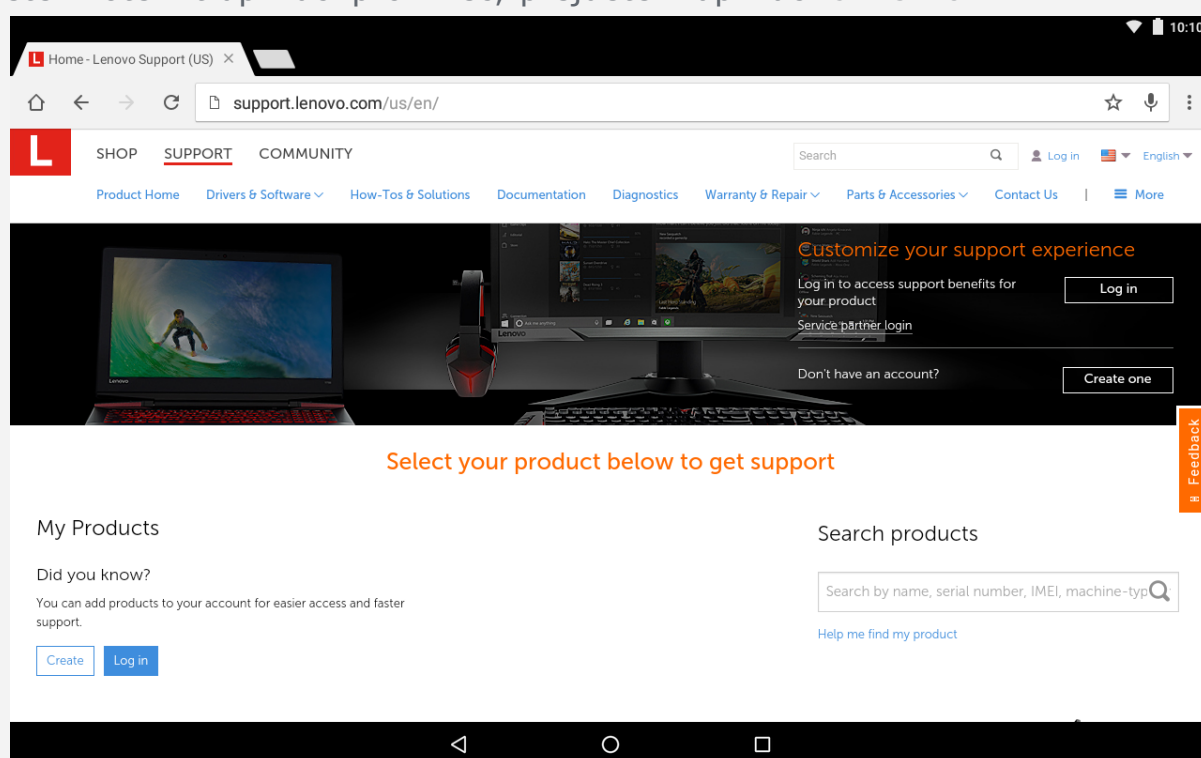 10:10
L Home - Lenovo Support (US) ×
support.lenovo.com/us/en/
L SHOP SUPPORT COMMUNITY Search Log in English
Product Home Drivers & Software How-Tos & Solutions Documentation Diagnostics Warranty & Repair Parts & Accessories Contact Us | More
Customize your support experience
Log in to access support benefits for
your product
Log in
Service partner login
Don't have an account?
Create one
Lenovo
Lenovo
Feedback
Select your product below to get support
My Products
Did you know?
You can add products to your account for easier access and faster
support.
Create Log in
Search products
Search by name, serial number, IMEI, machine-typ
Help me find my product